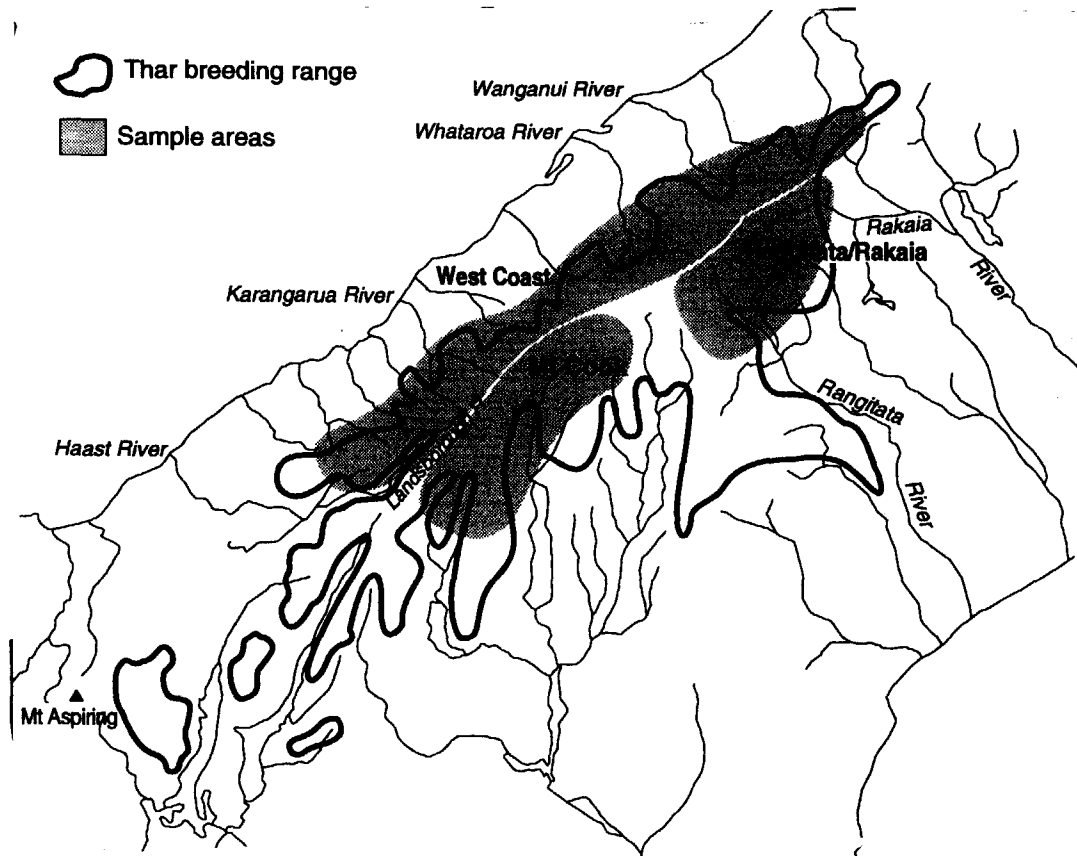 Thar breeding range
Sample areas
Wanganui River
Whataroa River
Rakaia
River
West Coast
Karangarua River
Rangitata
River
Haast River
Mt Aspiring